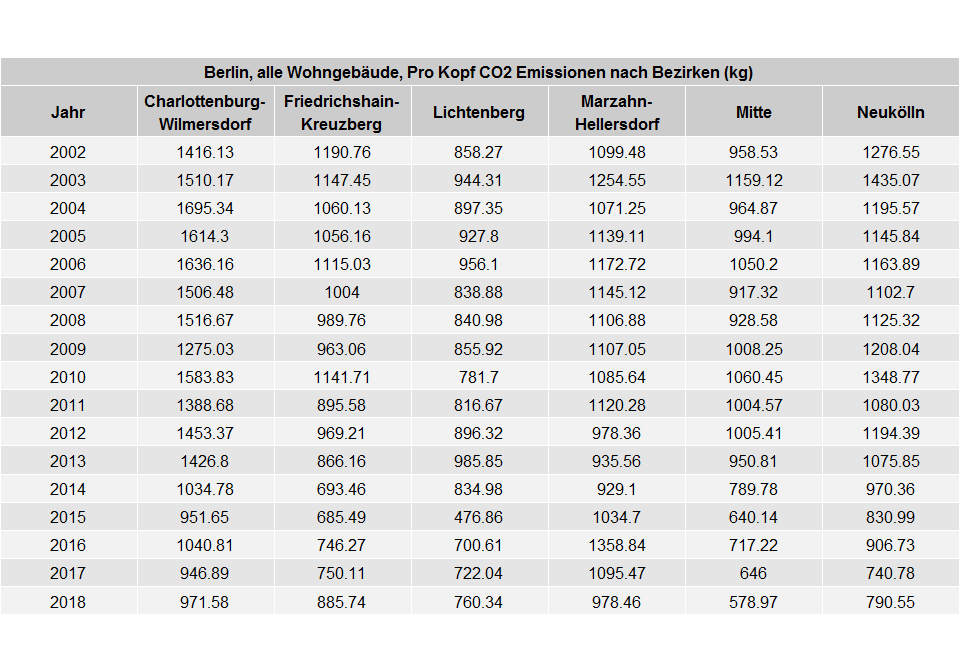 Berlin, alle Wohngebäude, Pro Kopf CO2 Emissionen nach Bezirken (kg)
Jahr Charlottenburg-Wilmersdorf Friedrichshain-Kreuzberg Lichtenberg Marzahn-Hellersdorf Mitte Neukölln
2002 1416.13 1190.76 858.27 1099.48 958.53 1276.55
2003 1510.17 1147.45 944.31 1254.55 1159.12 1435.07
2004 1695.34 1060.13 897.35 1071.25 964.87 1195.57
2005 1614.3 1056.16 927.8 1139.11 994.1 1145.84
2006 1636.16 1115.03 956.1 1172.72 1050.2 1163.89
2007 1506.48 1004 838.88 1145.12 917.32 1102.7
2008 1516.67 989.76 840.98 1106.88 928.58 1125.32
2009 1275.03 963.06 855.92 1107.05 1008.25 1208.04
2010 1583.83 1141.71 781.7 1085.64 1060.45 1348.77
2011 1388.68 895.58 816.67 1120.28 1004.57 1080.03
2012 1453.37 969.21 896.32 978.36 1005.41 1194.39
2013 1426.8 866.16 985.85 935.56 950.81 1075.85
2014 1034.78 693.46 834.98 929.1 789.78 970.36
2015 951.65 685.49 476.86 1034.7 640.14 830.99
2016 1040.81 746.27 700.61 1358.84 717.22 906.73
2017 946.89 750.11 722.04 1095.47 646 740.78
2018 971.58 885.74 760.34 978.46 578.97 790.55